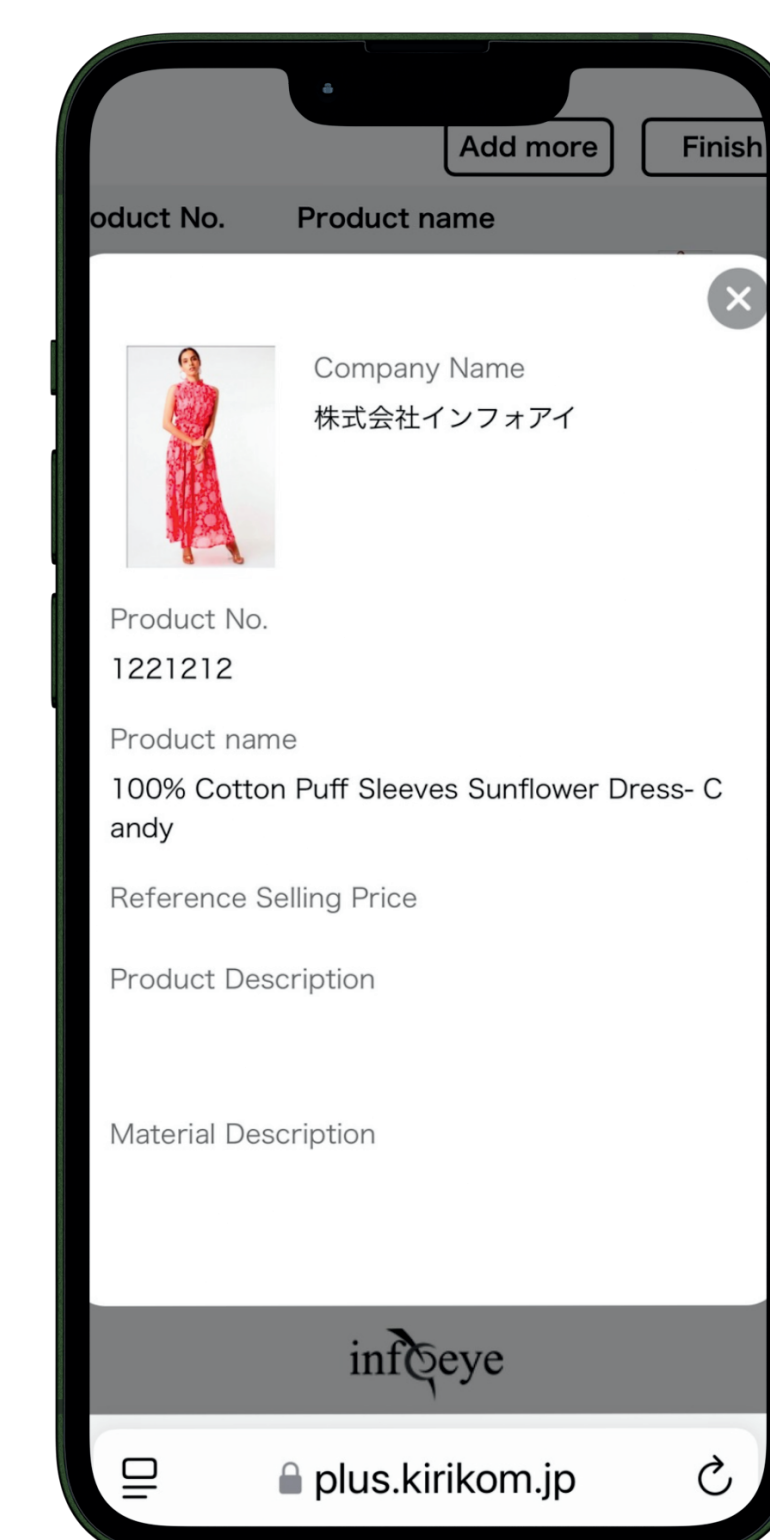 Add more
Finish
oduct No.
Product name
Company Name
株式会社インフォアイ
Product No.
1221212
Product name
100% Cotton Puff Sleeves Sunflower Dress- C
andy
Reference Selling Price
Product Description
Material Description
infoeye
plus.kirikom.jp